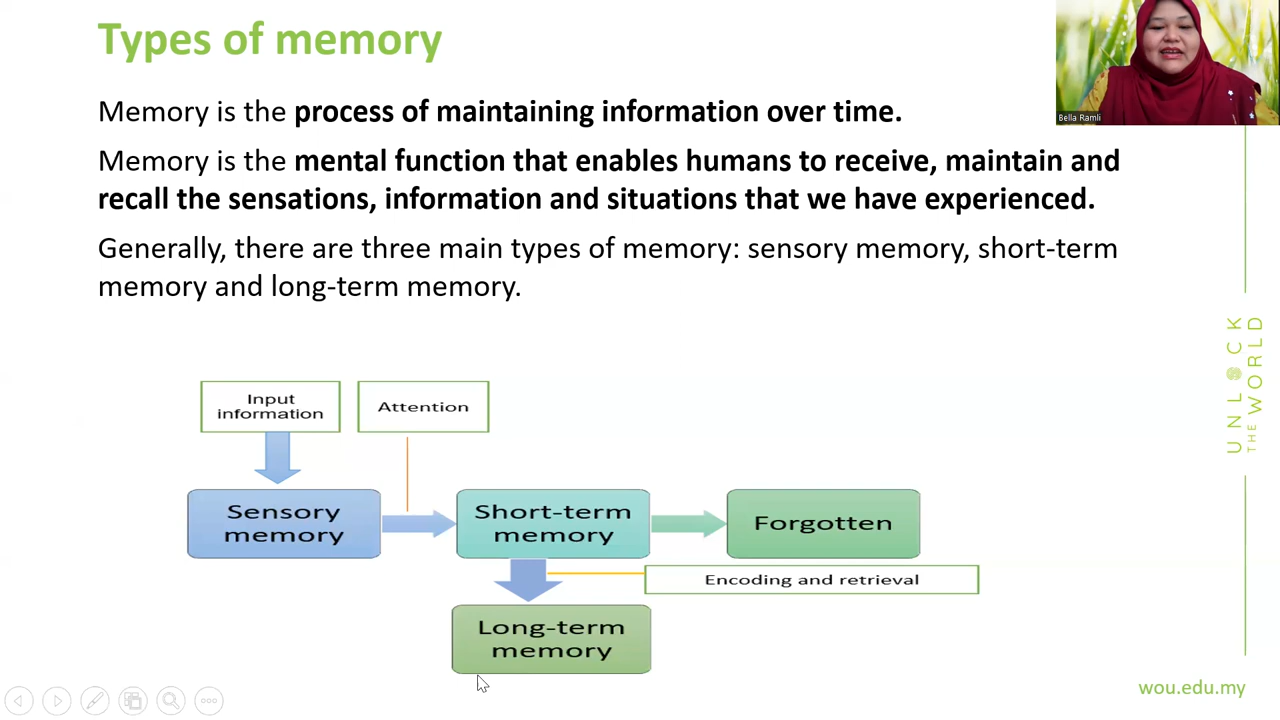 Types of memory
Bella Ramli
Memory is the process of maintaining information over time.
Memory is the mental function that enables humans to receive, maintain and
recall the sensations, information and situations that we have experienced.
Generally, there are three main types of memory: sensory memory, short-term
memory and long-term memory.
Input
information
Attention
Sensory
memory
Short-term
memory
Forgotten
Encoding and retrieval
Long-term
memory
UNLOCK
THE WORLD
wou.edu.my